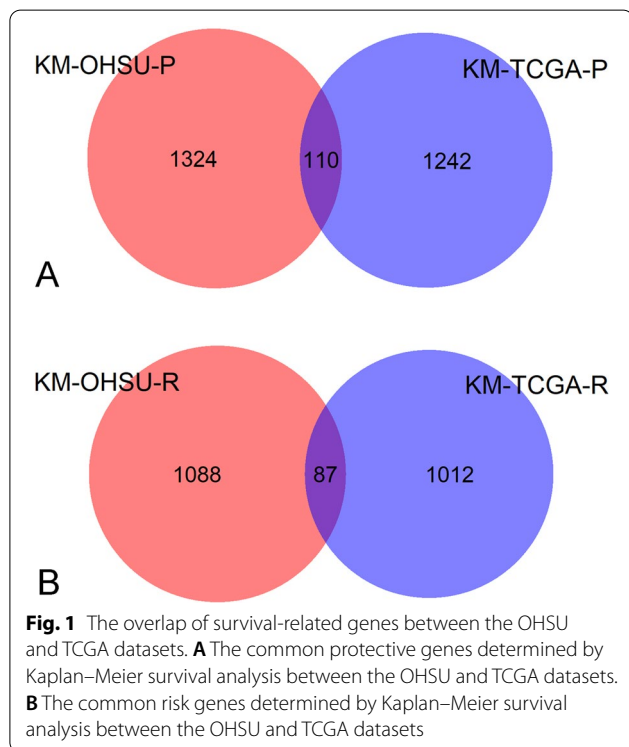 KM-OHSU-P
KM-TCGA-P
1324
110
1242
A
KM-OHSU-R
KM-TCGA-R
1088
87
1012
B
Fig. 1 The overlap of survival-related genes between the OHSU
and TCGA datasets. A The common protective genes determined by
Kaplan–Meier survival analysis between the OHSU and TCGA datasets.
B The common risk genes determined by Kaplan–Meier survival
analysis between the OHSU and TCGA datasets